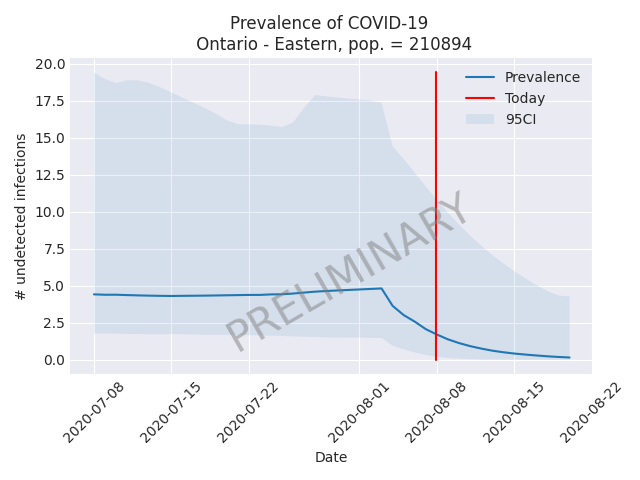 Prevalence of COVID-19
Ontario - Eastern, pop. = 210894
20.0
17.5
15.0
12.5
10.0
7.5
5.0
2.5
0.0
# undetected infections
Prevalence
Today
95CI
PRELIMINARY
2020-07-08
2020-07-15
2020-07-22
2020-08-01
2020-08-08
2020-08-15
2020-08-22
Date